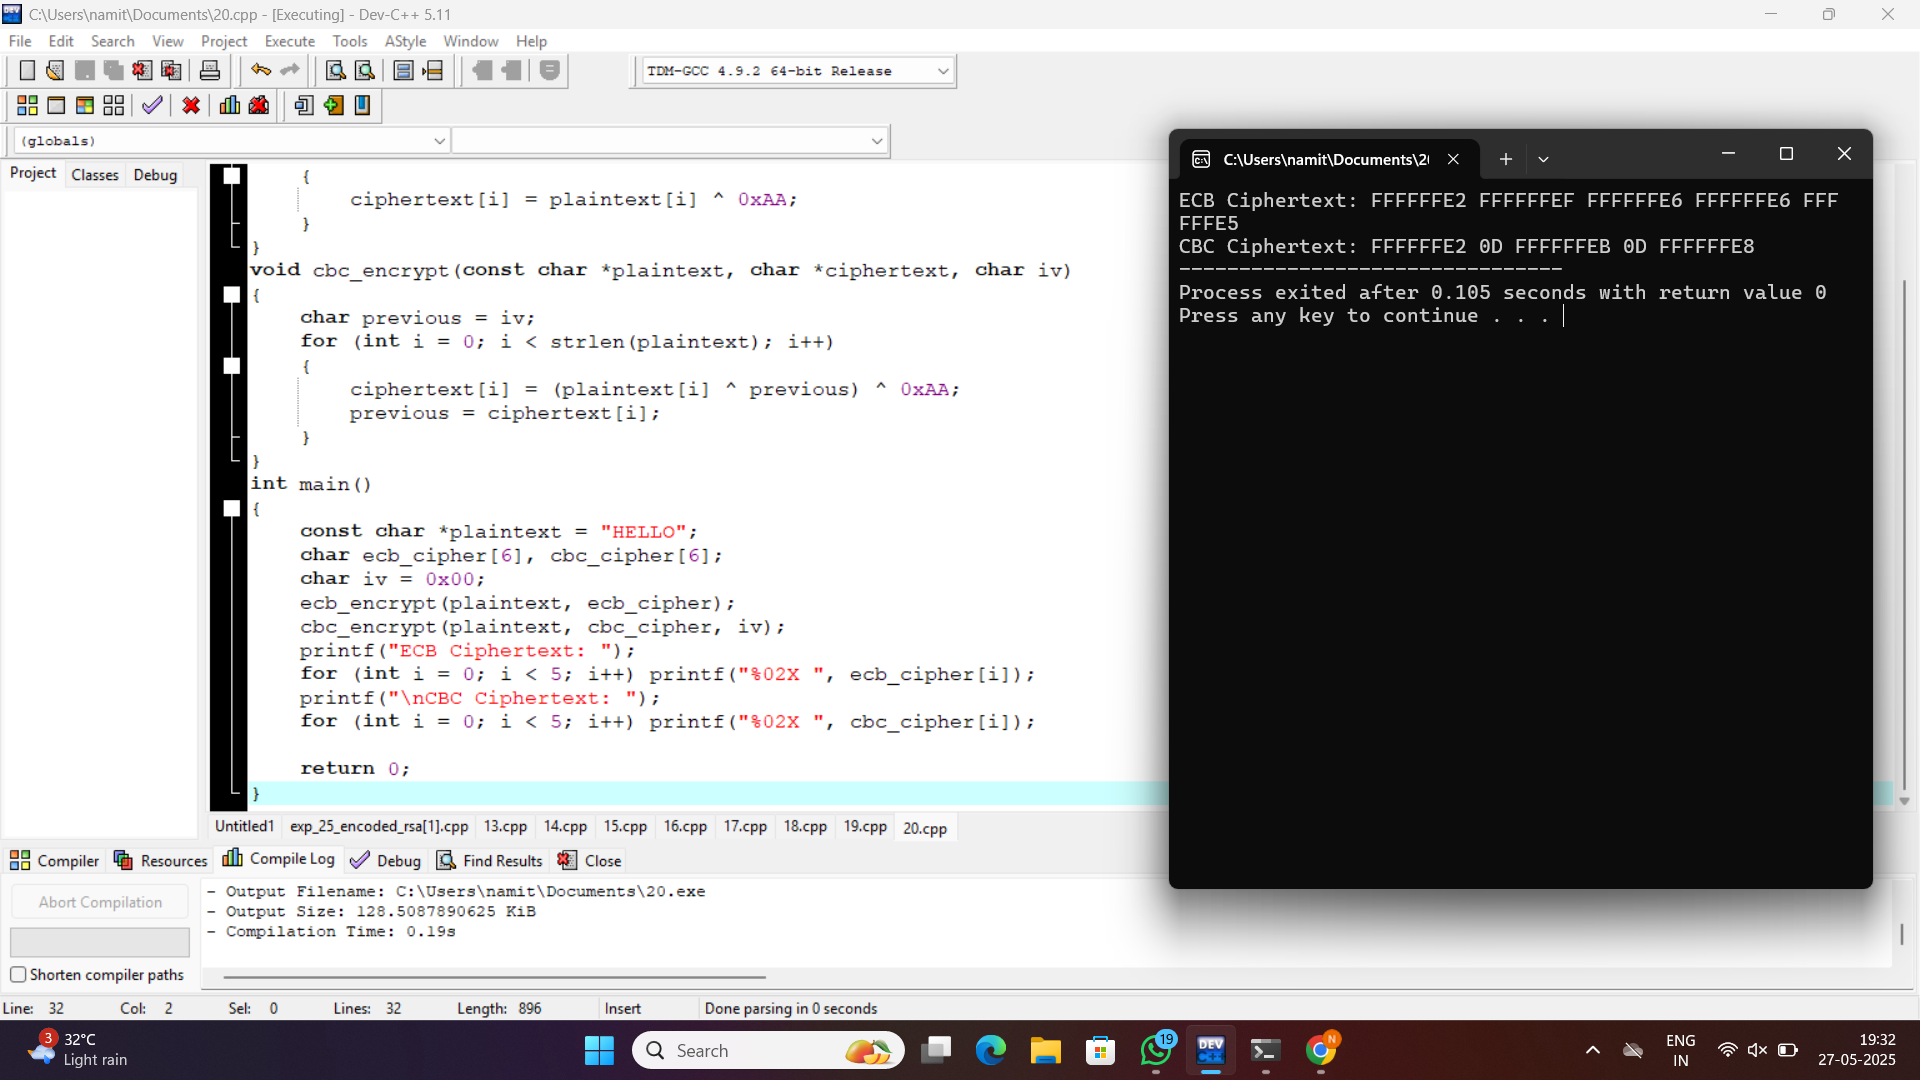 C:\Users\namit\Documents\20.cpp - [Executing] - Dev-C++ 5.11
File Edit Search View Project Execute Tools AStyle Window Help
TDM-GCC 4.9.2 64-bit Release
(globals)
Project Classes Debug
{
ciphertext[i] = plaintext[i] ^ 0xAA;
}
}
void cbc_encrypt(const char *plaintext, char *ciphertext, char iv)
{
char previous = iv;
for (int i = 0; i < strlen(plaintext); i++)
{
ciphertext[i] = (plaintext[i] ^ previous) ^ 0xAA;
previous = ciphertext[i];
}
}
int main()
{
const char *plaintext = "HELLO";
char ecb_cipher[6], cbc_cipher[6];
char iv = 0x00;
ecb_encrypt(plaintext, ecb_cipher);
cbc_encrypt(plaintext, cbc_cipher, iv);
printf("ECB Ciphertext: ");
for (int i = 0; i < 5; i++) printf("%02X ", ecb_cipher[i]);
printf("\nCBC Ciphertext: ");
for (int i = 0; i < 5; i++) printf("%02X ", cbc_cipher[i]);
return 0;
}
C:\Users\namit\Documents\20
ECB Ciphertext: FFFFFFE2 FFFFFFEF FFFFFFE6 FFFFFFE6 FFF
FFFE5
CBC Ciphertext: FFFFFFE2 0D FFFFFFEB 0D FFFFFFE8
--------------------------------
Process exited after 0.105 seconds with return value 0
Press any key to continue . . .
Untitled1 exp_25_encoded_rsa[1].cpp 13.cpp 14.cpp 15.cpp 16.cpp 17.cpp 18.cpp 19.cpp 20.cpp
Compiler Resources Compile Log Debug Find Results Close
Abort Compilation
Shorten compiler paths
- Output Filename: C:\Users\namit\Documents\20.exe
- Output Size: 128.5087890625 KiB
- Compilation Time: 0.19s
Line: 32 Col: 2 Sel: 0 Lines: 32 Length: 896 Insert Done parsing in 0 seconds
3
32°C
Light rain
Search
19
DEV
C++
N
ENG
IN
19:32
27-05-2025